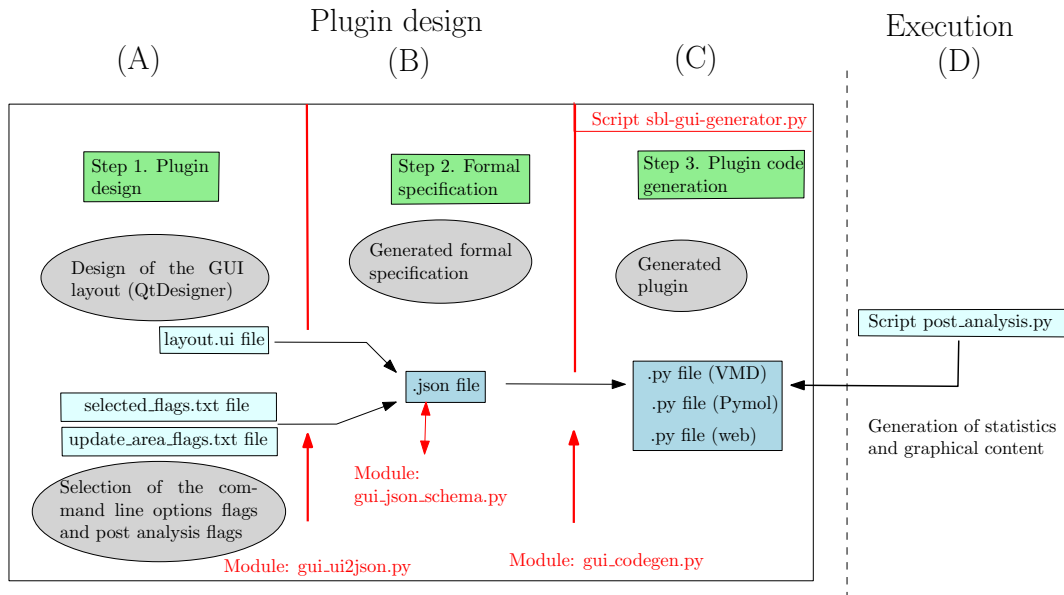 Plugin design
Execution
(A)
(B)
(C)
(D)
Script sbl-gui-generator.py
Step 1. Plugin
design
Step 2. Formal
specification
Step 3. Plugin code
generation
Design of the GUI
layout (QtDesigner)
Generated formal
specification
Generated
plugin
layout.ui file
Script post_analysis.py
.json file
.py file (VMD)
.py file (Pymol)
.py file (web)
selected_flags.txt file
update_area_flags.txt file
Generation of statistics
and graphical content
Module:
gui_json_schema.py
Selection of the com-
mand line options flags
and post analysis flags
Module: gui_ui2json.py
Module: gui_codegen.py